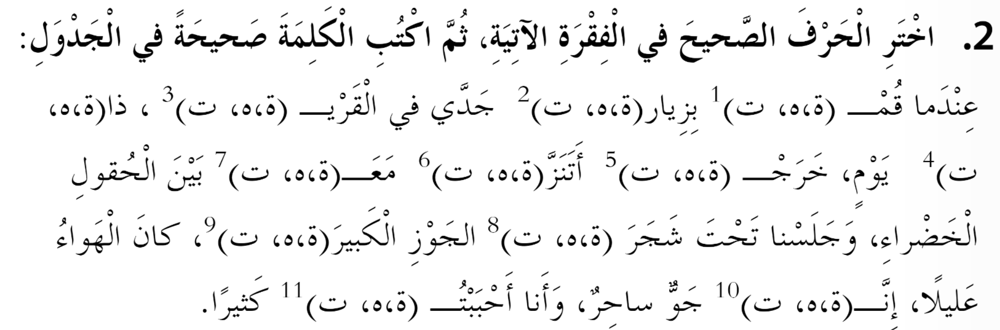 2. اخْتَرِ الْحَرْفَ الصَّحيحَ في الْفِقْرَةِ الآتِيَةِ، ثُمَّ اكْتُبِ الْكَلِمَةَ صَحيحَةً في الْجَدْوَلِ:
عِنْدَما قُمْـــ (ة،ه، ت)1 بِزِيار(ة،ه، ت)2 جَدَّي في الْقَرْيـــ (ة،ه، ت)3 ، ذا(ة،ه،
ت)4 يَوْمٍ، خَرَجْـــ (ة،ه، ت)5 أَتَنَزَّ(ة،ه، ت)6 مَعَـــ(ة،ه، ت)7 بَيْنَ الْحُقولِ
الْخَضْراءِ، وَجَلَسْنا تَحْتَ شَجَرَ (ة،ه، ت)8 الجَوْزِ الْكَبيرَ(ة،ه، ت)9، كانَ الْهَواءُ
عَليلًا، إِنَّـــ(ة،ه، ت)10 جَوٌّ ساحِرٌ، وَأَنا أَحْبَبْتُـــ (ة،ه، ت)11 كَثيرًا.